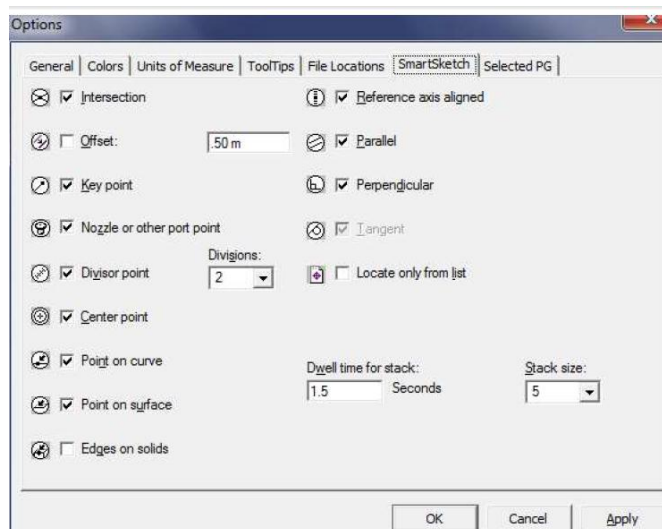 Options
General Colors Units of Measure ToolTips File Locations SmartSketch Selected PG
Intersection
Reference axis aligned
Offset: .50 m
Parallel
Key point
Perpendicular
Nozzle or other port point
Tangent
Divisions:
Divisor point 2
Locate only from list
Center point
Point on curve
Dwell time for stack: Stack size:
1.5 Seconds 5
Point on surface
Edges on solids
OK Cancel Apply